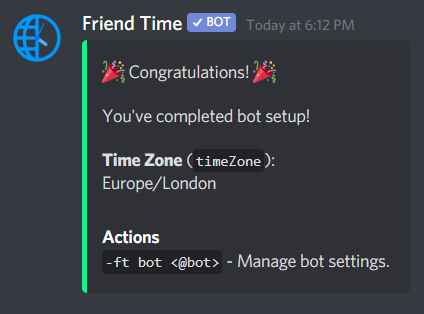 Friend Time BOT Today at 6:12 PM
🎉 Congratulations! 🎉
You've completed bot setup!
Time Zone (timeZone):
Europe/London
Actions
-ft bot <@bot> - Manage bot settings.